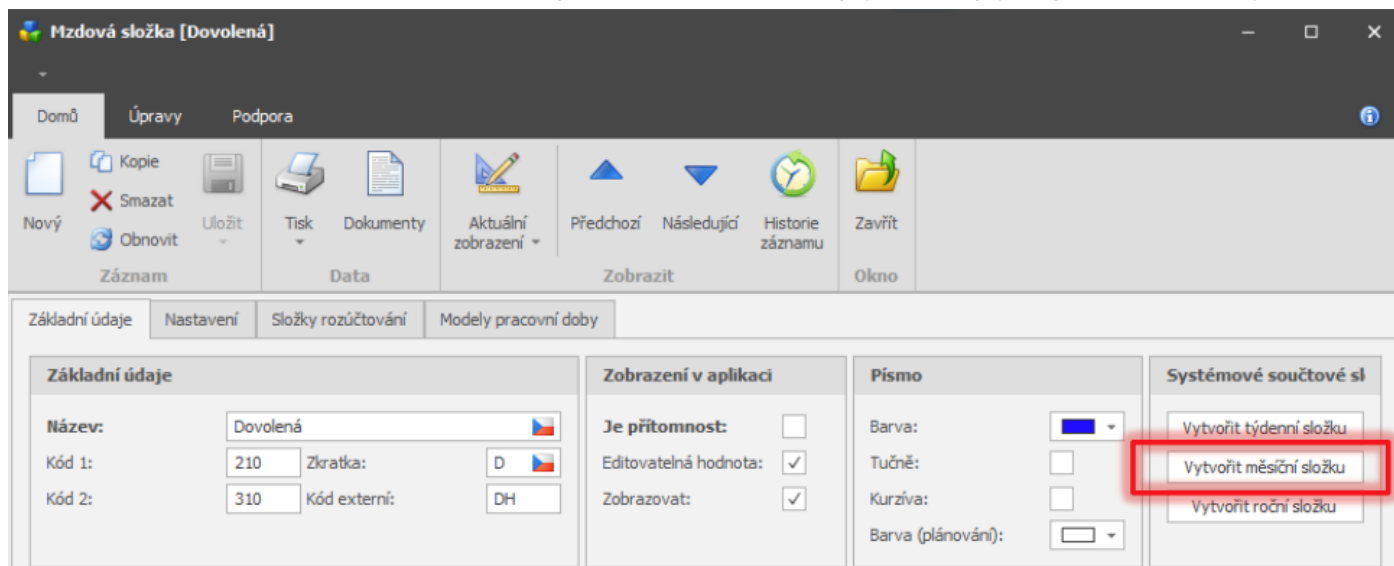 Mzdová složka [Dovolená]
Domů Úpravy Podpora
Nový
Kopie
Smazat
Obnovit
Uložit
Záznam
Tisk
Dokumenty
Data
Aktuální
zobrazení
Předchozí
Následující
Historie
záznamu
Zobrazit
Zavřít
Okno
Základní údaje Nastavení Složky rozúčtování Modely pracovní doby
Základní údaje
Název: Dovolená
Kód 1: 210 Zkratka: D
Kód 2: 310 Kód externí: DH
Zobrazení v aplikaci
Je přítomnost:
Editovatelná hodnota:
Zobrazovat:
Písmo
Barva:
Tučně:
Kurzíva:
Barva (plánování):
Systémové součtové sl
Vytvořit týdenní složku
Vytvořit měsíční složku
Vytvořit roční složku